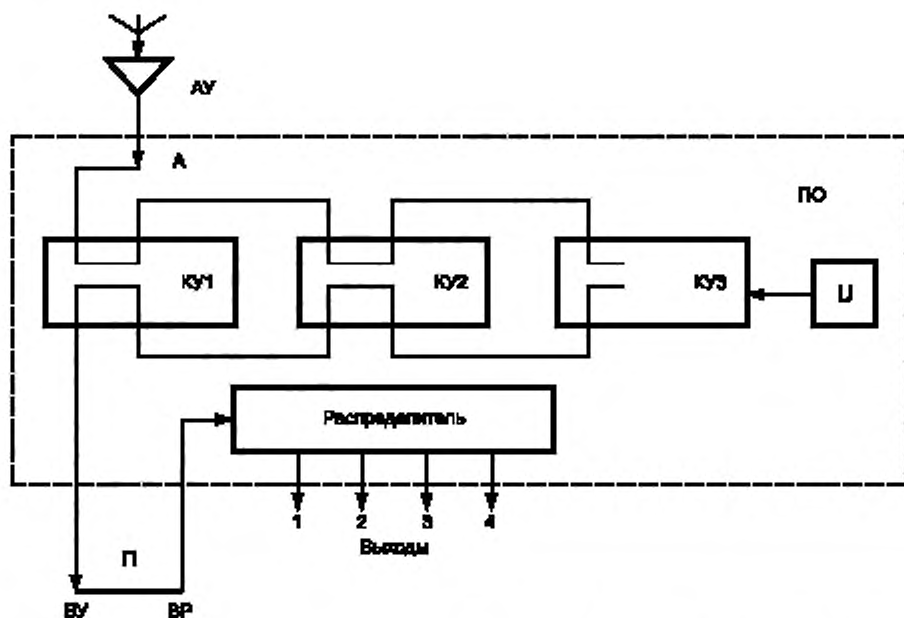 АУ
А
ПО
КУ1
КУ2
КУ3
U
Распределитель
1 2 3 4
Выходы
П
ВУ ВР